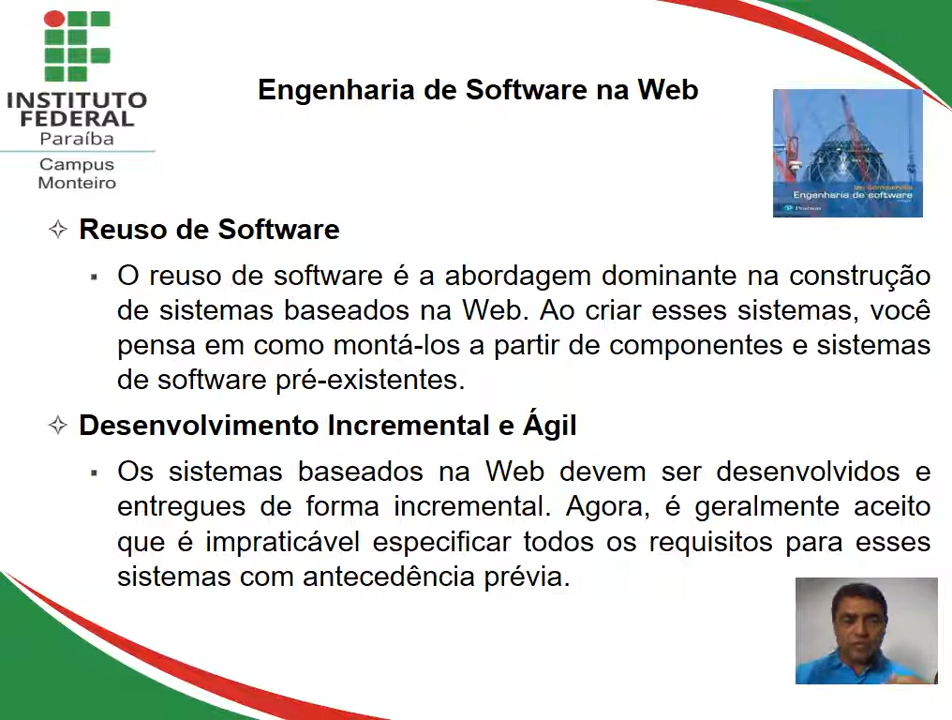 INSTITUTO
FEDERAL
Paraíba
Campus
Monteiro
Engenharia de Software na Web
Ian Sommerville
Engenharia de software
Pearson
Reuso de Software
O reuso de software é a abordagem dominante na construção
de sistemas baseados na Web. Ao criar esses sistemas, você
pensa em como montá-los a partir de componentes e sistemas
de software pré-existentes.
Desenvolvimento Incremental e Ágil
Os sistemas baseados na Web devem ser desenvolvidos e
entregues de forma incremental. Agora, é geralmente aceito
que é impraticável especificar todos os requisitos para esses
sistemas com antecedência prévia.